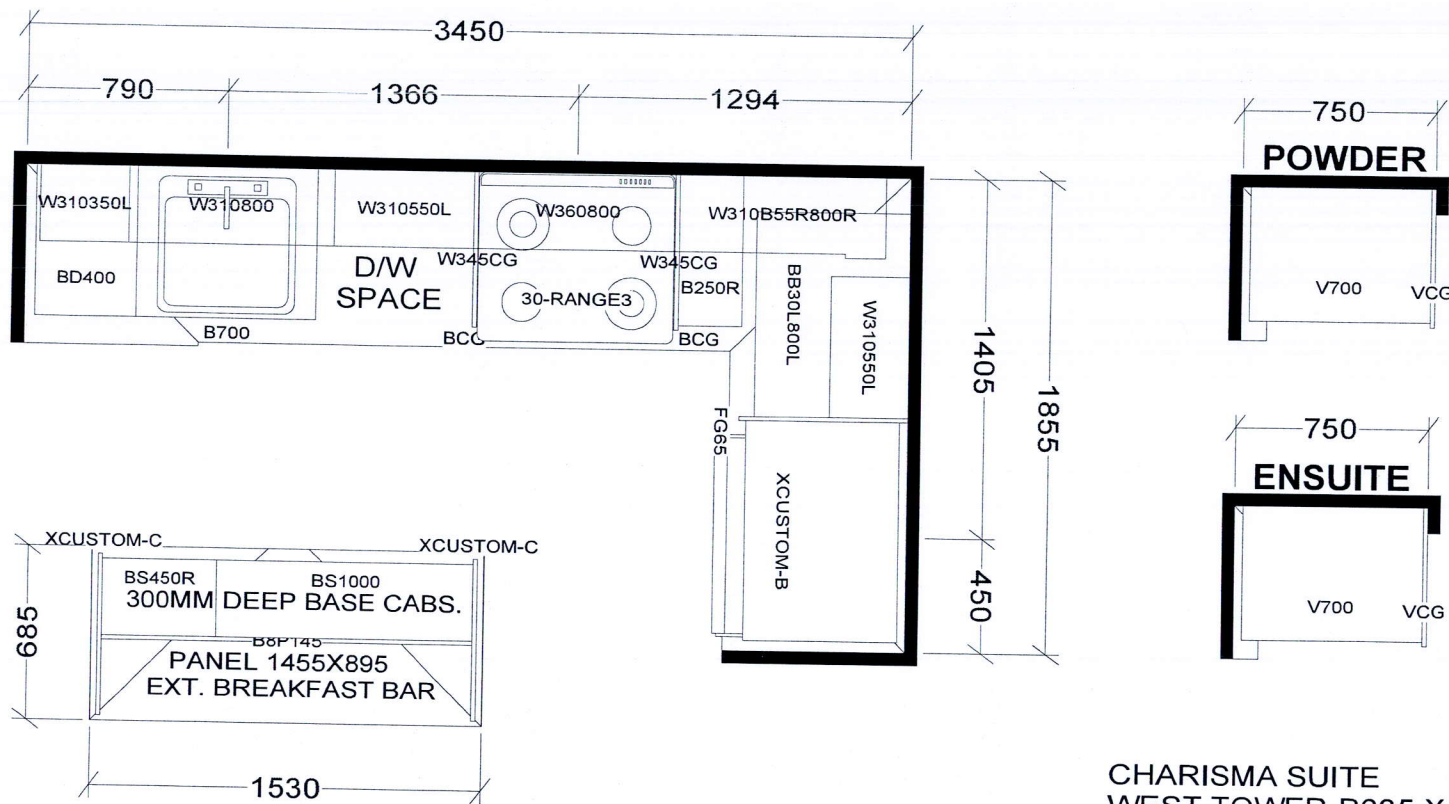 3450
790
1366
1294
750
POWDER
W310350L
W310800
W310550L
W360800
W310B55R800R
D/W
SPACE
W345CG
W345CG
BD400
30-RANGE3
B250R
BB30L800L
W310550L
B700
BCG
BCG
V700
VCG
1405
1855
FG65
XCUSTOM-B
450
750
ENSUITE
V700
VCG
XCUSTOM-C
XCUSTOM-C
BS450R
BS1000
300MM DEEP BASE CABS.
685
PANEL 1455X895
EXT. BREAKFAST BAR
1530
CHARISMA SUITE
WEST TOWER